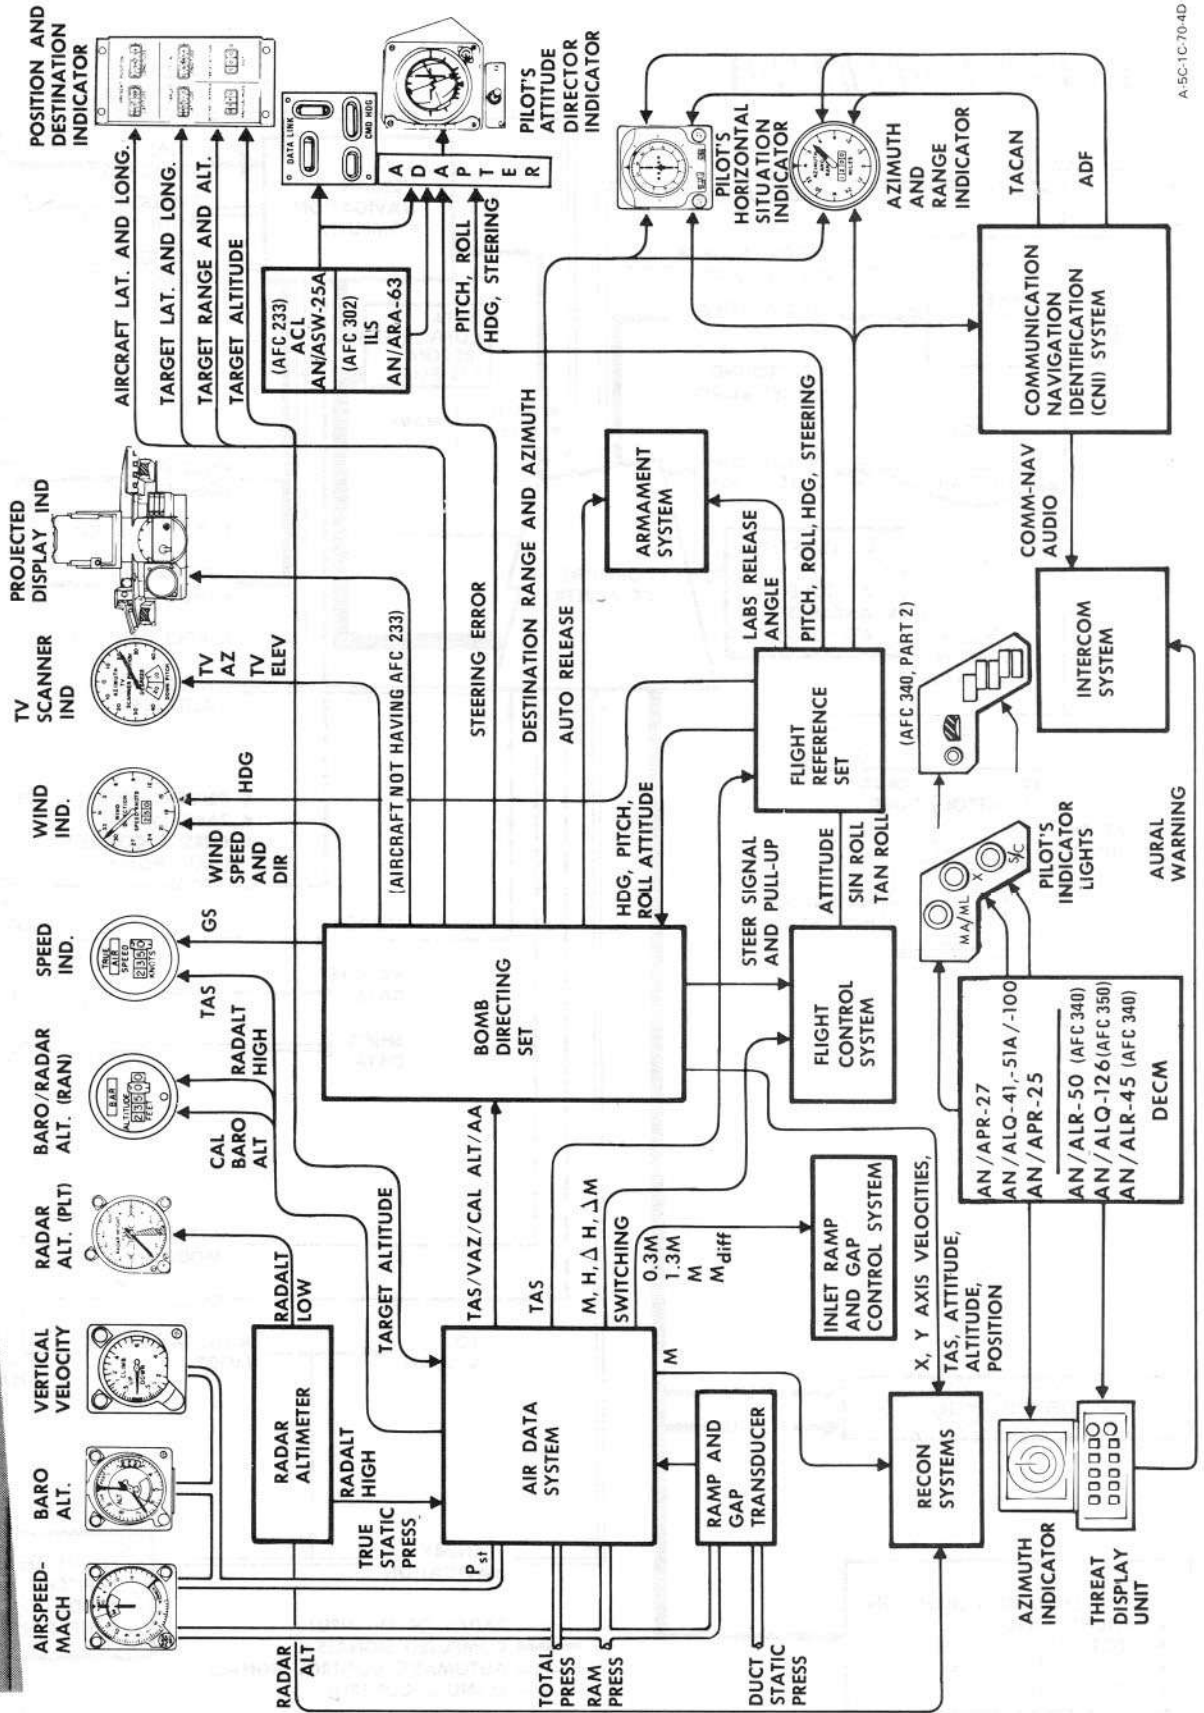 AIRSPEED-
MACH
BARO
ALT.
VERTICAL
VELOCITY
RADAR
ALT. (PLT)
BARO/RADAR
ALT. (RAN)
SPEED
IND.
WIND
IND.
TV
SCANNER
IND
PROJECTED
DISPLAY IND
POSITION AND
DESTINATION
INDICATOR
BAR
ALTITUDE
FEET
TRUE
AIR
SPEED
KNOTS
AIRCRAFT LAT. AND LONG.
TARGET LAT. AND LONG.
TARGET RANGE AND ALT.
TARGET ALTITUDE
DATA LINK
CMD HDG
ADAPTER
PILOT'S
ATTITUDE
DIRECTOR
INDICATOR
(AFC 233)
ACL
AN/ASW-25A
(AFC 302)
ILS
AN/ARA-63
PITCH, ROLL
HDG, STEERING
RADAR
ALT
RADAR
ALTIMETER
RADALT
LOW
RADALT
HIGH
TRUE
STATIC
PRESS
Pst
CAL
BARO
ALT
RADALT
HIGH
TAS
GS
WIND
SPEED
AND
DIR
HDG
TV
AZ
TV
ELEV
(AIRCRAFT NOT HAVING AFC 233)
STEERING ERROR
DESTINATION RANGE AND AZIMUTH
AUTO RELEASE
TARGET ALTITUDE
AIR DATA
SYSTEM
TAS/VAZ/CAL ALT/AA
TAS
M, H, Δ H, ΔM
SWITCHING
0.3M
1.3M
M
Mdiff
M
BOMB
DIRECTING
SET
HDG, PITCH,
ROLL ATTITUDE
STEER SIGNAL
AND PULL-UP
ARMAMENT
SYSTEM
LABS RELEASE
ANGLE
PITCH, ROLL, HDG, STEERING
PILOT'S
HORIZONTAL
SITUATION
INDICATOR
AZIMUTH
AND
RANGE
INDICATOR
TACAN
ADF
TOTAL
PRESS
RAM
PRESS
DUCT
STATIC
PRESS
RAMP AND
GAP
TRANSDUCER
INLET RAMP
AND GAP
CONTROL SYSTEM
FLIGHT
CONTROL
SYSTEM
ATTITUDE
SIN ROLL
TAN ROLL
FLIGHT
REFERENCE
SET
COMMUNICATION
NAVIGATION
IDENTIFICATION
(CNI) SYSTEM
COMM-NAV
AUDIO
INTERCOM
SYSTEM
(AFC 340, PART 2)
RECON
SYSTEMS
X, Y AXIS VELOCITIES,
TAS, ATTITUDE,
ALTITUDE,
POSITION
AN/APR-27
AN/ALQ-41,-51A/-100
AN/APR-25
AN/ALR-50 (AFC 340)
AN/ALQ-126 (AFC 350)
AN/ALR-45 (AFC 340)
DECM
MA/ML
X
S/C
PILOT'S
INDICATOR
LIGHTS
AURAL
WARNING
AZIMUTH
INDICATOR
THREAT
DISPLAY
UNIT
A-5C-1C-70-4D